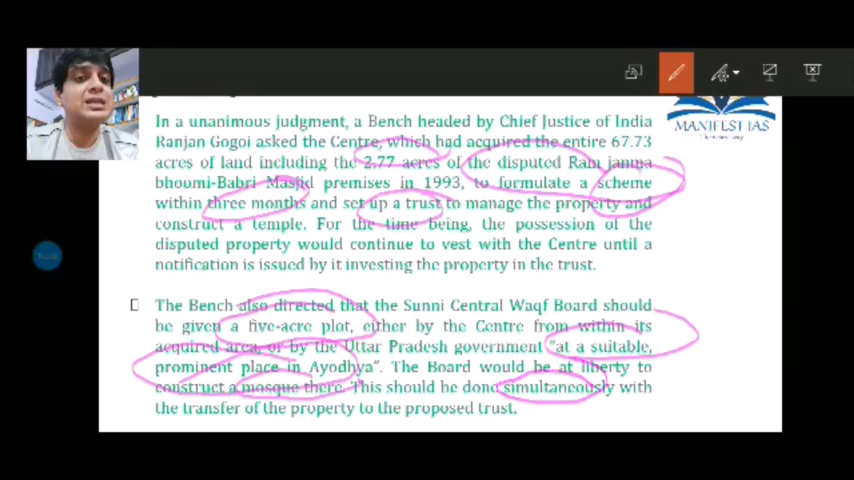 MANIFEST IAS
In a unanimous judgment, a Bench headed by Chief Justice of India
Ranjan Gogoi asked the Centre, which had acquired the entire 67.73
acres of land including the 2.77 acres of the disputed Ram janma
bhoomi-Babri Masjid premises in 1993, to formulate a scheme
within three months and set up a trust to manage the property and
construct a temple. For the time being, the possession of the
disputed property would continue to vest with the Centre until a
notification is issued by it investing the property in the trust.
The Bench also directed that the Sunni Central Waqf Board should
be given a five-acre plot, either by the Centre from within its
acquired area, or by the Uttar Pradesh government "at a suitable,
prominent place in Ayodhya". The Board would be at liberty to
construct a mosque there. This should be done simultaneously with
the transfer of the property to the proposed trust.